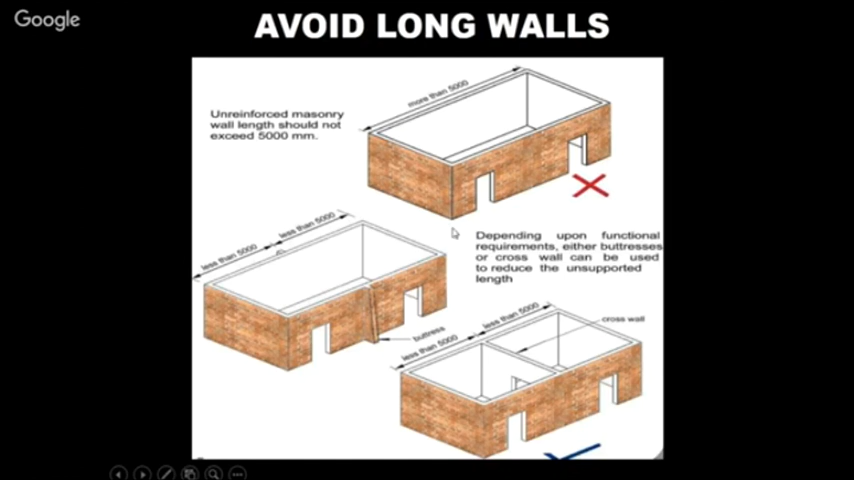 Google
AVOID LONG WALLS
more than 5000
Unreinforced masonry
wall length should not
exceed 5000 mm.
less than 5000
less than 5000
Depending upon functional
requirements, either buttresses
or cross wall can be used
to reduce the unsupported
length
buttress
less than 5000
less than 5000
cross wall